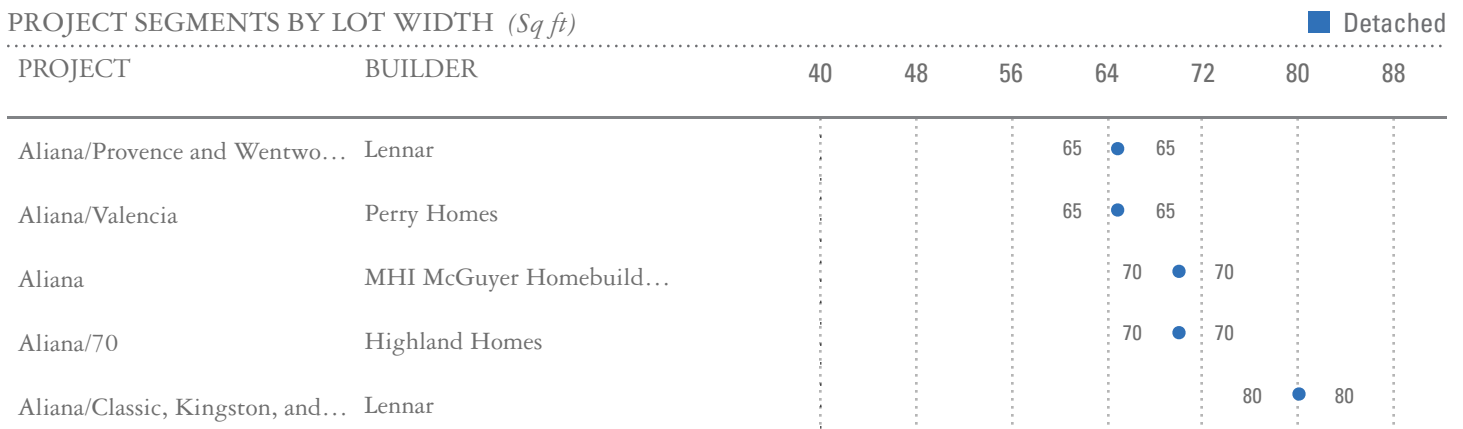 PROJECT SEGMENTS BY LOT WIDTH (Sq ft) Detached
PROJECT BUILDER 40 48 56 64 72 80 88
Aliana/Provence and Wentwo… Lennar 65 65
Aliana/Valencia Perry Homes 65 65
Aliana MHI McGuyer Homebuild… 70 70
Aliana/70 Highland Homes 70 70
Aliana/Classic, Kingston, and… Lennar 80 80